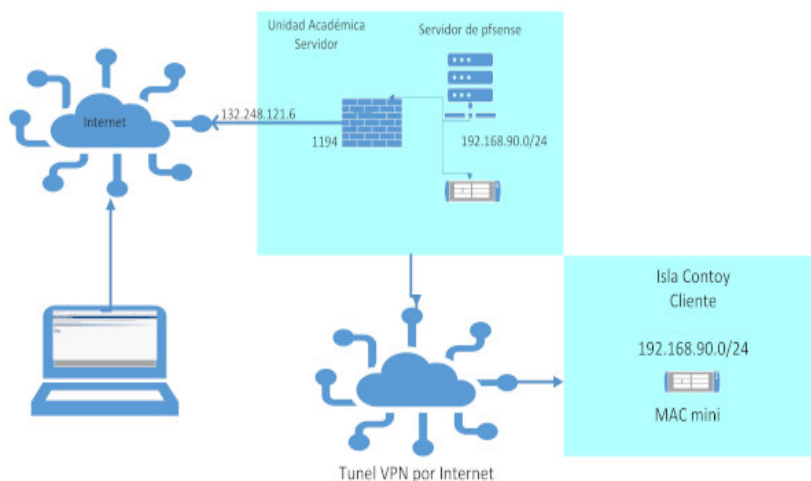 Unidad Académica
Servidor
Servidor de pfsense
Internet
132.248.121.6
1194
192.168.90.0/24
Isla Contoy
Cliente
192.168.90.0/24
MAC mini
Tunel VPN por Internet